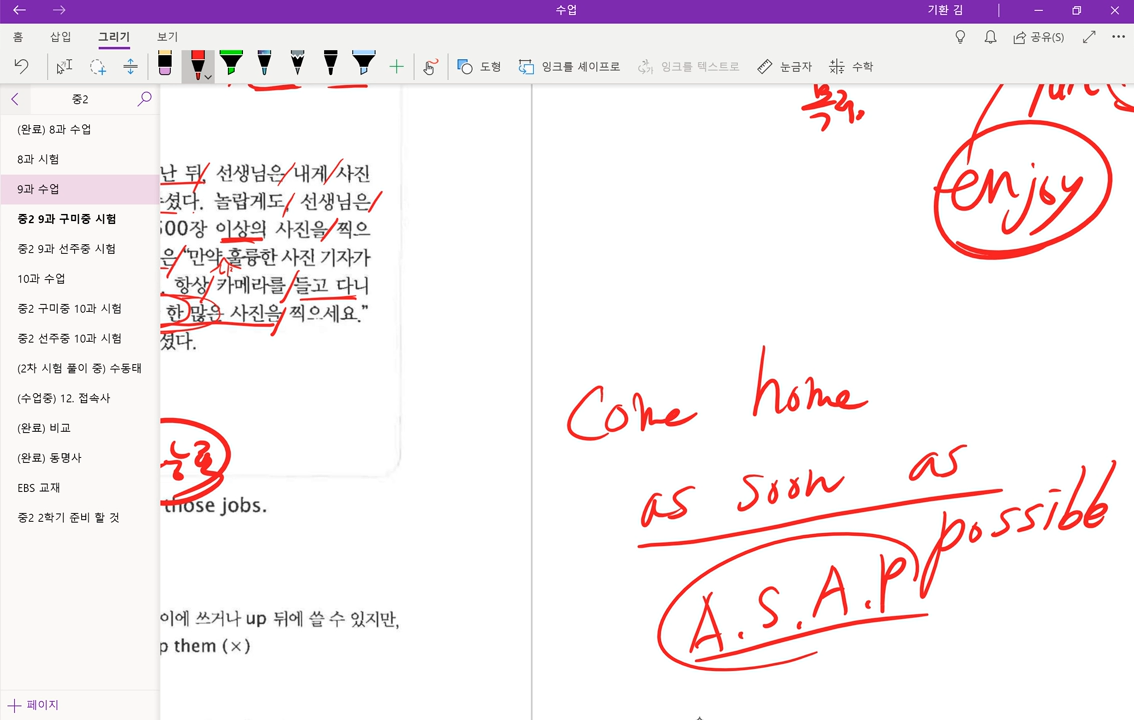 수업
기환 김
홈 삽입 그리기 보기
공유(S)
도형 잉크를 셰이프로 잉크를 텍스트로 눈금자 수학
중2
(완료) 8과 수업
8과 시험
9과 수업
중2 9과 구미중 시험
중2 9과 선주중 시험
10과 수업
중2 구미중 10과 시험
중2 선주중 10과 시험
(2차 시험 풀이 중) 수동태
(수업중) 12. 접속사
(완료) 비교
(완료) 동명사
EBS 교재
중2 2학기 준비 할 것
페이지
난 뒤, 선생님은 내게 사진
셨다. 놀랍게도, 선생님은
500장 이상의 사진을 찍으
은 “만약 훌륭한 사진 기자가
, 항상 카메라를 들고 다니
한 많은 사진을 찍으세요.”
셨다.
those jobs.
이에 쓰거나 up 뒤에 쓸 수 있지만,
p them (×)
enjoy
Come home
as soon as
possible
A.S.A.P